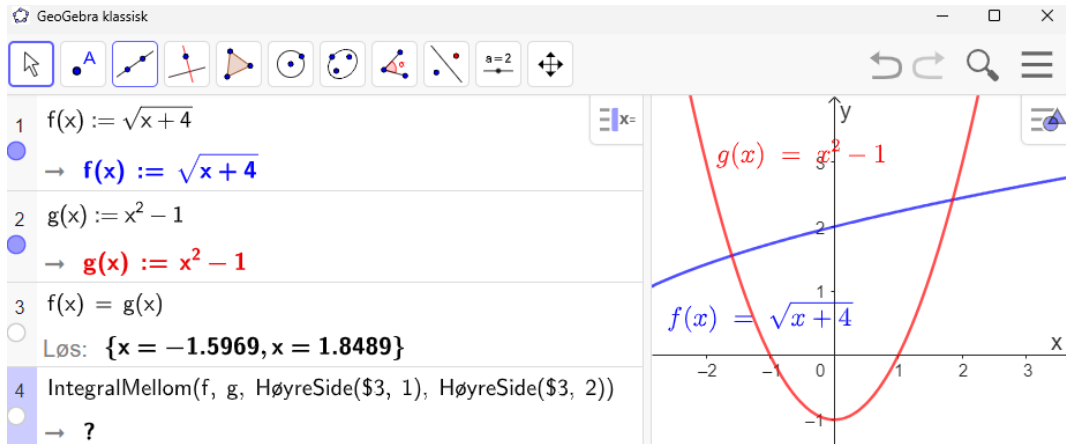 GeoGebra klassisk
A
a=2
1 f(x) := √(x + 4)
→ f(x) := √(x + 4)
2 g(x) := x² − 1
→ g(x) := x² − 1
3 f(x) = g(x)
Løs: {x = −1.5969, x = 1.8489}
4 IntegralMellom(f, g, HøyreSide($3, 1), HøyreSide($3, 2))
→ ?
x=
y
g(x) = x² − 1
3
2
1
f(x) = √(x + 4)
x
−2 −1 0 1 2 3
−1